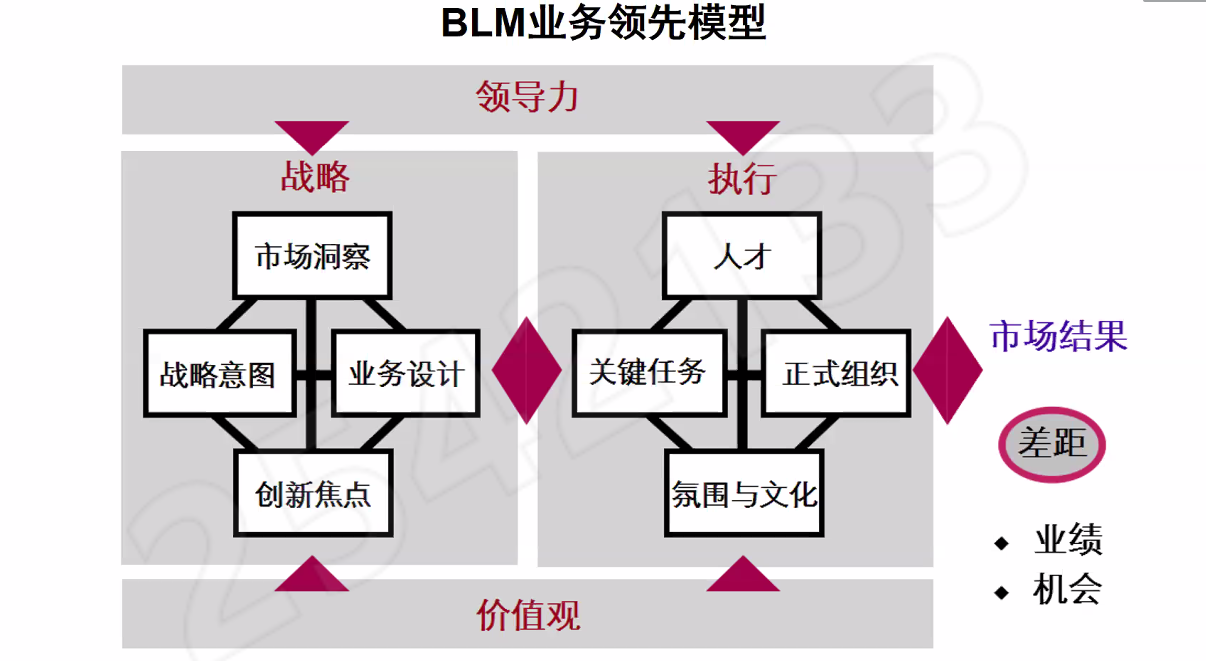 BLM业务领先模型
领导力
战略
执行
市场洞察
人才
战略意图
业务设计
关键任务
正式组织
市场结果
差距
创新焦点
氛围与文化
业绩
机会
价值观
2542133